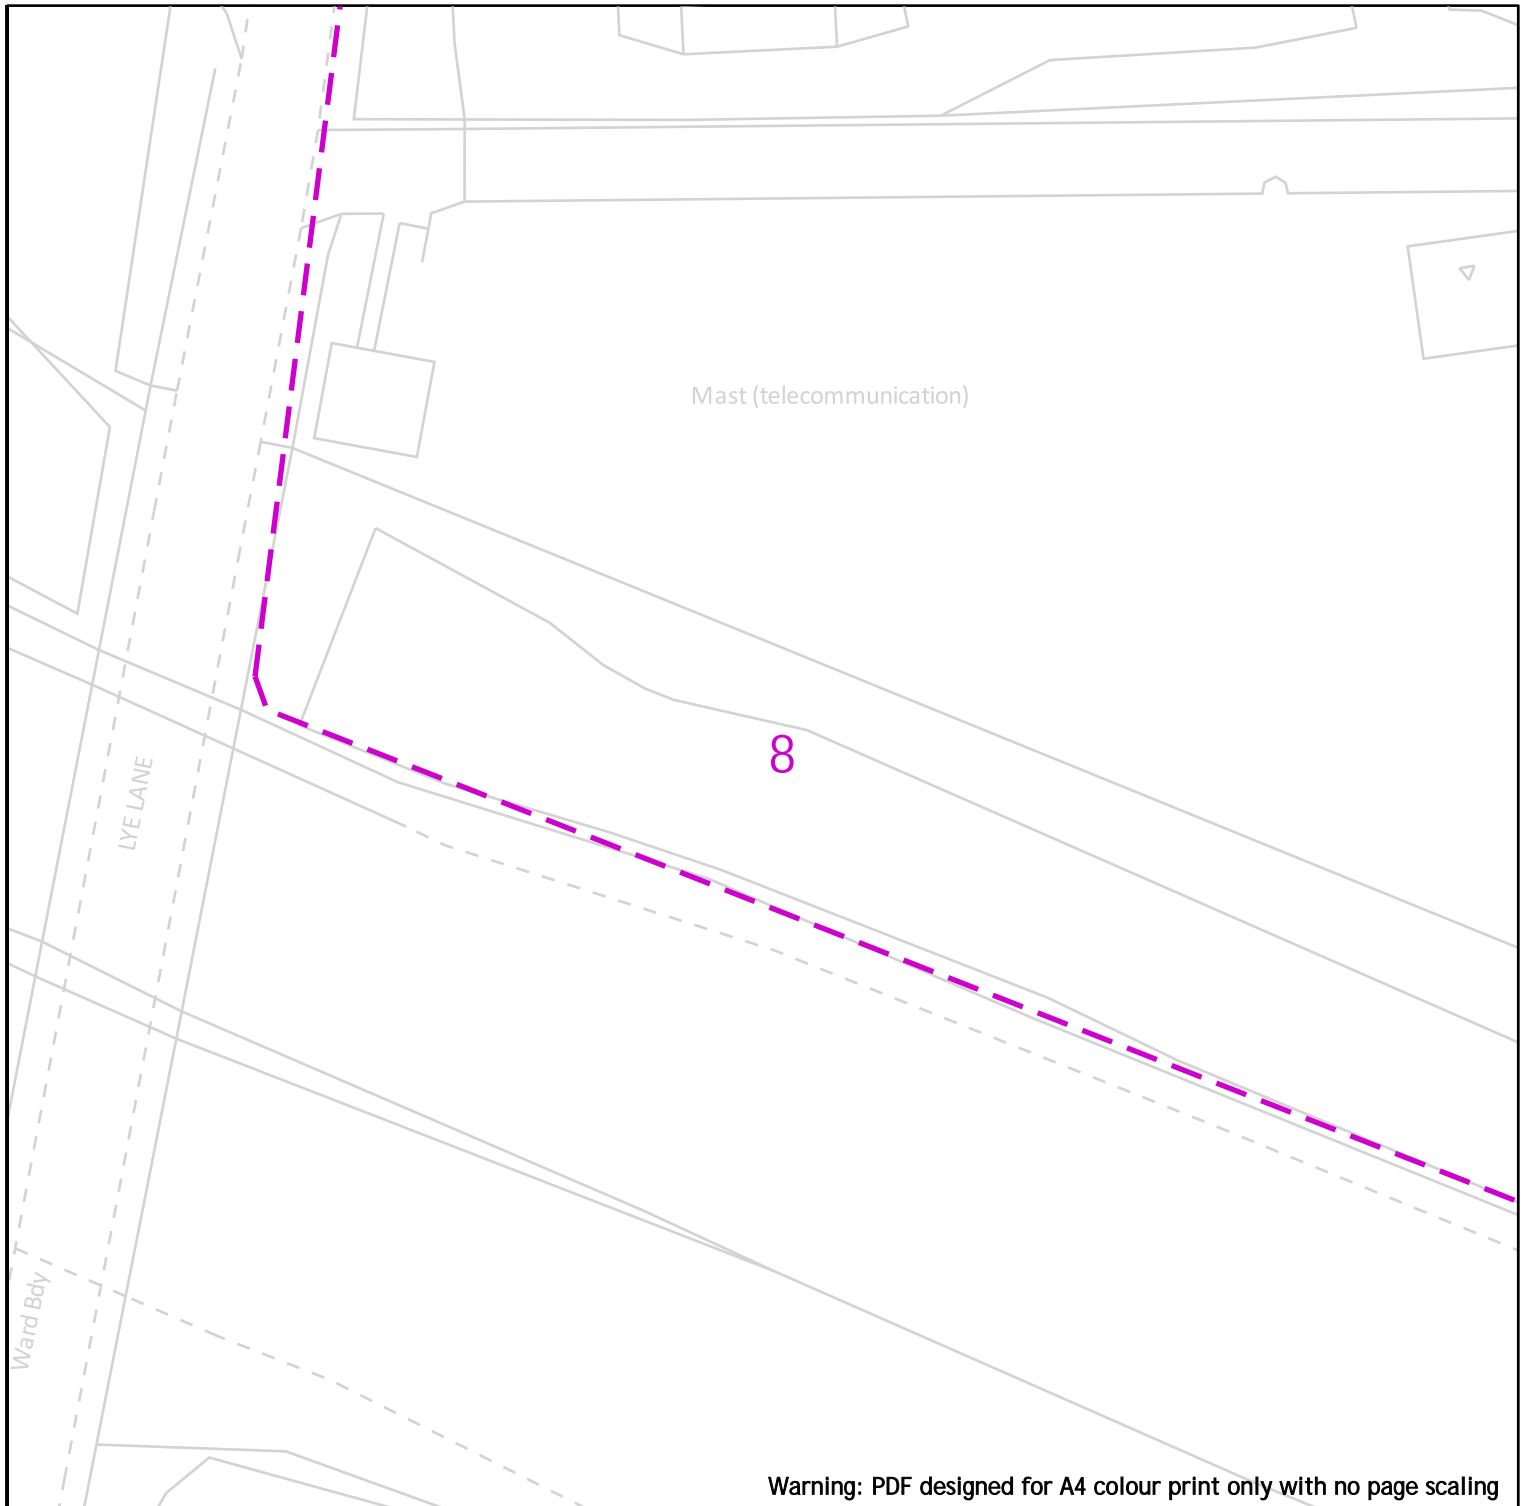 Mast (telecommunication)
8
LYE LANE
Ward Bdy
Warning: PDF designed for A4 colour print only with no page scaling